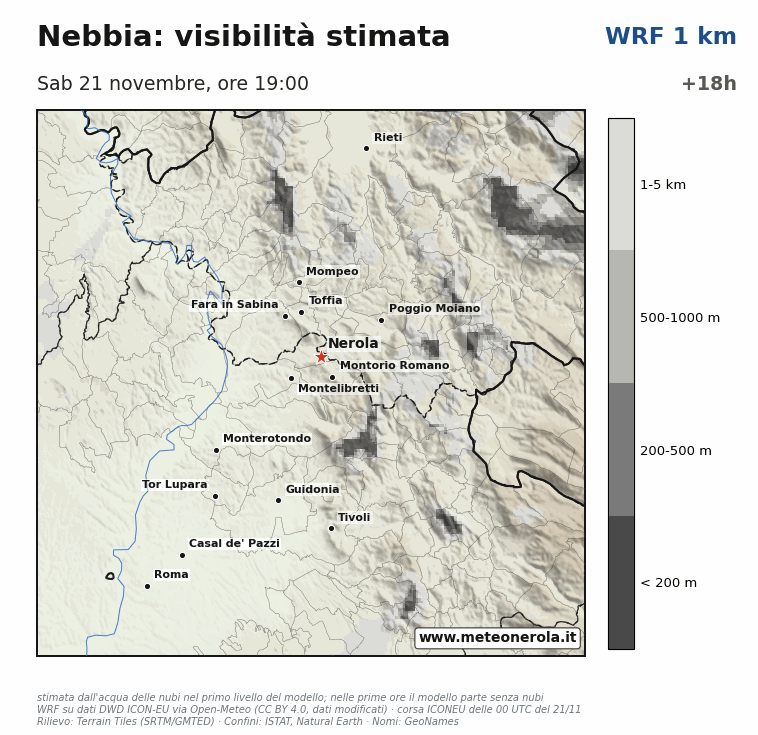 Nebbia: visibilità stimata
WRF 1 km
Sab 21 novembre, ore 19:00
+18h
Rieti
1-5 km
Mompeo
Toffia
Fara in Sabina
Poggio Moiano
500-1000 m
Nerola
Montorio Romano
Montelibretti
Monterotondo
200-500 m
Tor Lupara
Guidonia
Tivoli
Casal de' Pazzi
Roma
< 200 m
www.meteonerola.it
stimata dall'acqua delle nubi nel primo livello del modello; nelle prime ore il modello parte senza nubi
WRF su dati DWD ICON-EU via Open-Meteo (CC BY 4.0, dati modificati) · corsa ICONEU delle 00 UTC del 21/11
Rilievo: Terrain Tiles (SRTM/GMTED) · Confini: ISTAT, Natural Earth · Nomi: GeoNames